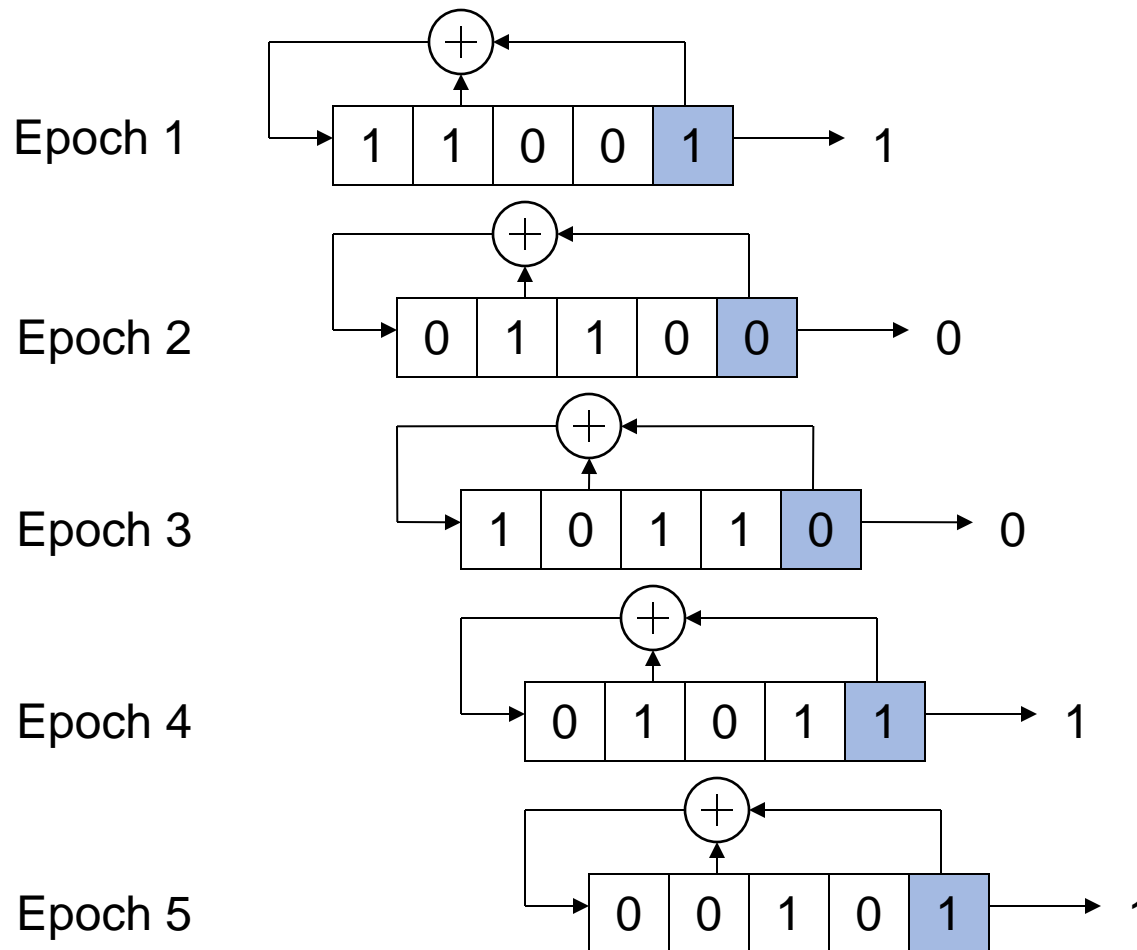 Epoch 1 1 1 0 0 1 1
Epoch 2 0 1 1 0 0 0
Epoch 3 1 0 1 1 0 0
Epoch 4 0 1 0 1 1 1
Epoch 5 0 0 1 0 1 1